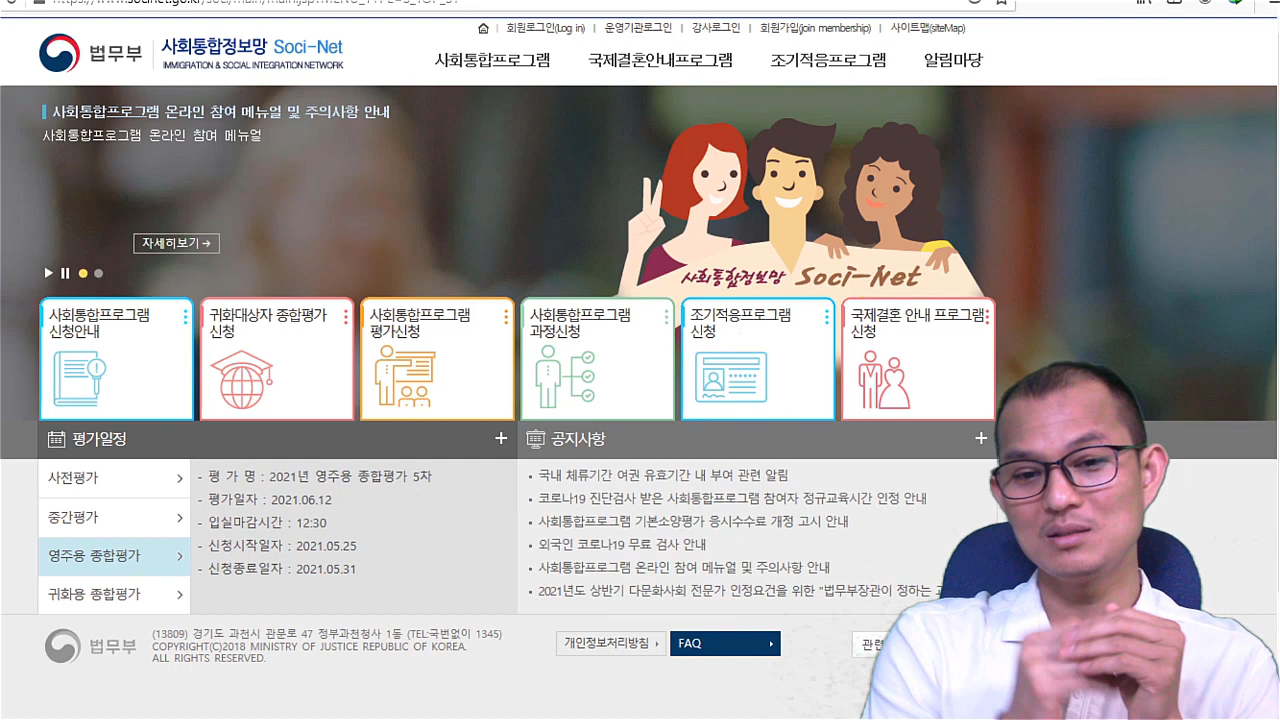 회원로그인(Log in) | 운영기관로그인 | 강사로그인 | 회원가입(join membership) | 사이트맵(siteMap)
법무부 사회통합정보망 Soci-Net
IMMIGRATION & SOCIAL INTEGRATION NETWORK
사회통합프로그램 국제결혼안내프로그램 조기적응프로그램 알림마당
사회통합프로그램 온라인 참여 메뉴얼 및 주의사항 안내
사회통합프로그램 온라인 참여 메뉴얼
자세히보기→
사회통합정보망 Soci-Net
사회통합프로그램
신청안내
귀화대상자 종합평가
신청
사회통합프로그램
평가신청
사회통합프로그램
과정신청
조기적응프로그램
신청
국제결혼 안내 프로그램
신청
평가일정 +
사전평가
중간평가
영주용 종합평가
귀화용 종합평가
- 평 가 명 : 2021년 영주용 종합평가 5차
- 평가일자 : 2021.06.12
- 입실마감시간 : 12:30
- 신청시작일자 : 2021.05.25
- 신청종료일자 : 2021.05.31
공지사항 +
국내 체류기간 여권 유효기간 내 부여 관련 알림
코로나19 진단검사 받은 사회통합프로그램 참여자 정규교육시간 인정 안내
사회통합프로그램 기본소양평가 응시수수료 개정 고시 안내
외국인 코로나19 무료 검사 안내
사회통합프로그램 온라인 참여 메뉴얼 및 주의사항 안내
2021년도 상반기 다문화사회 전문가 인정요건을 위한 "법무부장관이 정하는
법무부
(13809) 경기도 과천시 관문로 47 정부과천청사 1동 (TEL:국번없이 1345)
COPYRIGHT(C)2018 MINISTRY OF JUSTICE REPUBLIC OF KOREA.
ALL RIGHTS RESERVED.
개인정보처리방침
FAQ
관련